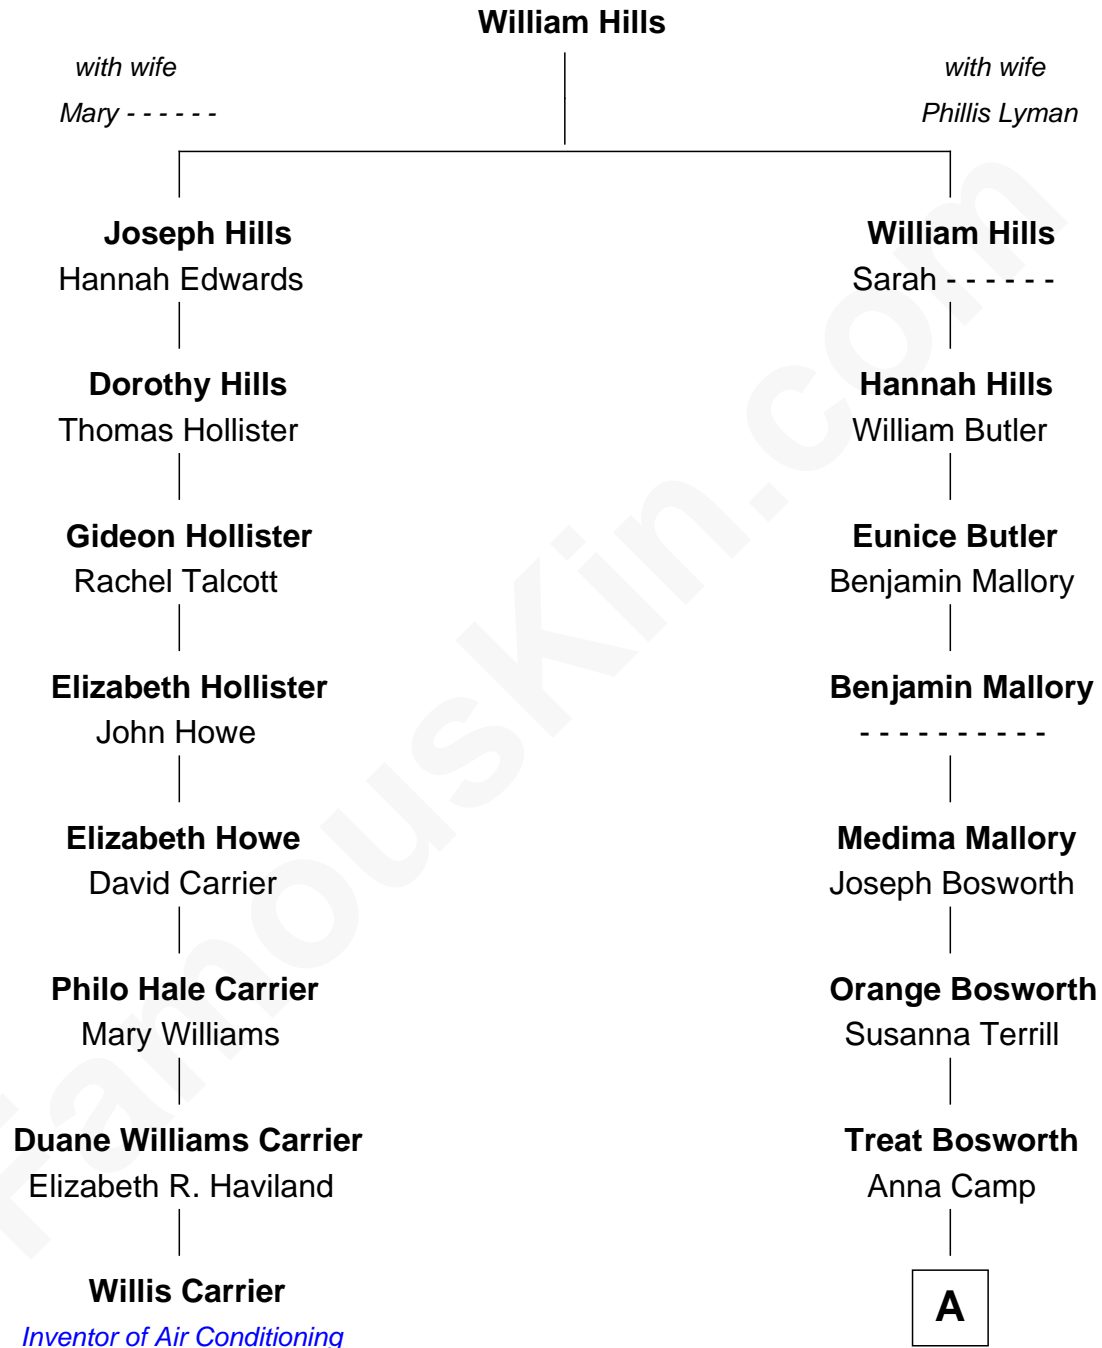 William Hills
with wife
with wife
Mary - - - - - -
Phillis Lyman
Joseph Hills
William Hills
Hannah Edwards
Sarah - - - - - -
Dorothy Hills
Hannah Hills
Thomas Hollister
William Butler
Gideon Hollister
Eunice Butler
Rachel Talcott
Benjamin Mallory
Elizabeth Hollister
Benjamin Mallory
John Howe
- - - - - - - - - -
Elizabeth Howe
Medima Mallory
David Carrier
Joseph Bosworth
Philo Hale Carrier
Orange Bosworth
Mary Williams
Susanna Terrill
Duane Williams Carrier
Treat Bosworth
Elizabeth R. Haviland
Anna Camp
Willis Carrier
A
Inventor of Air Conditioning
FamousKin.com